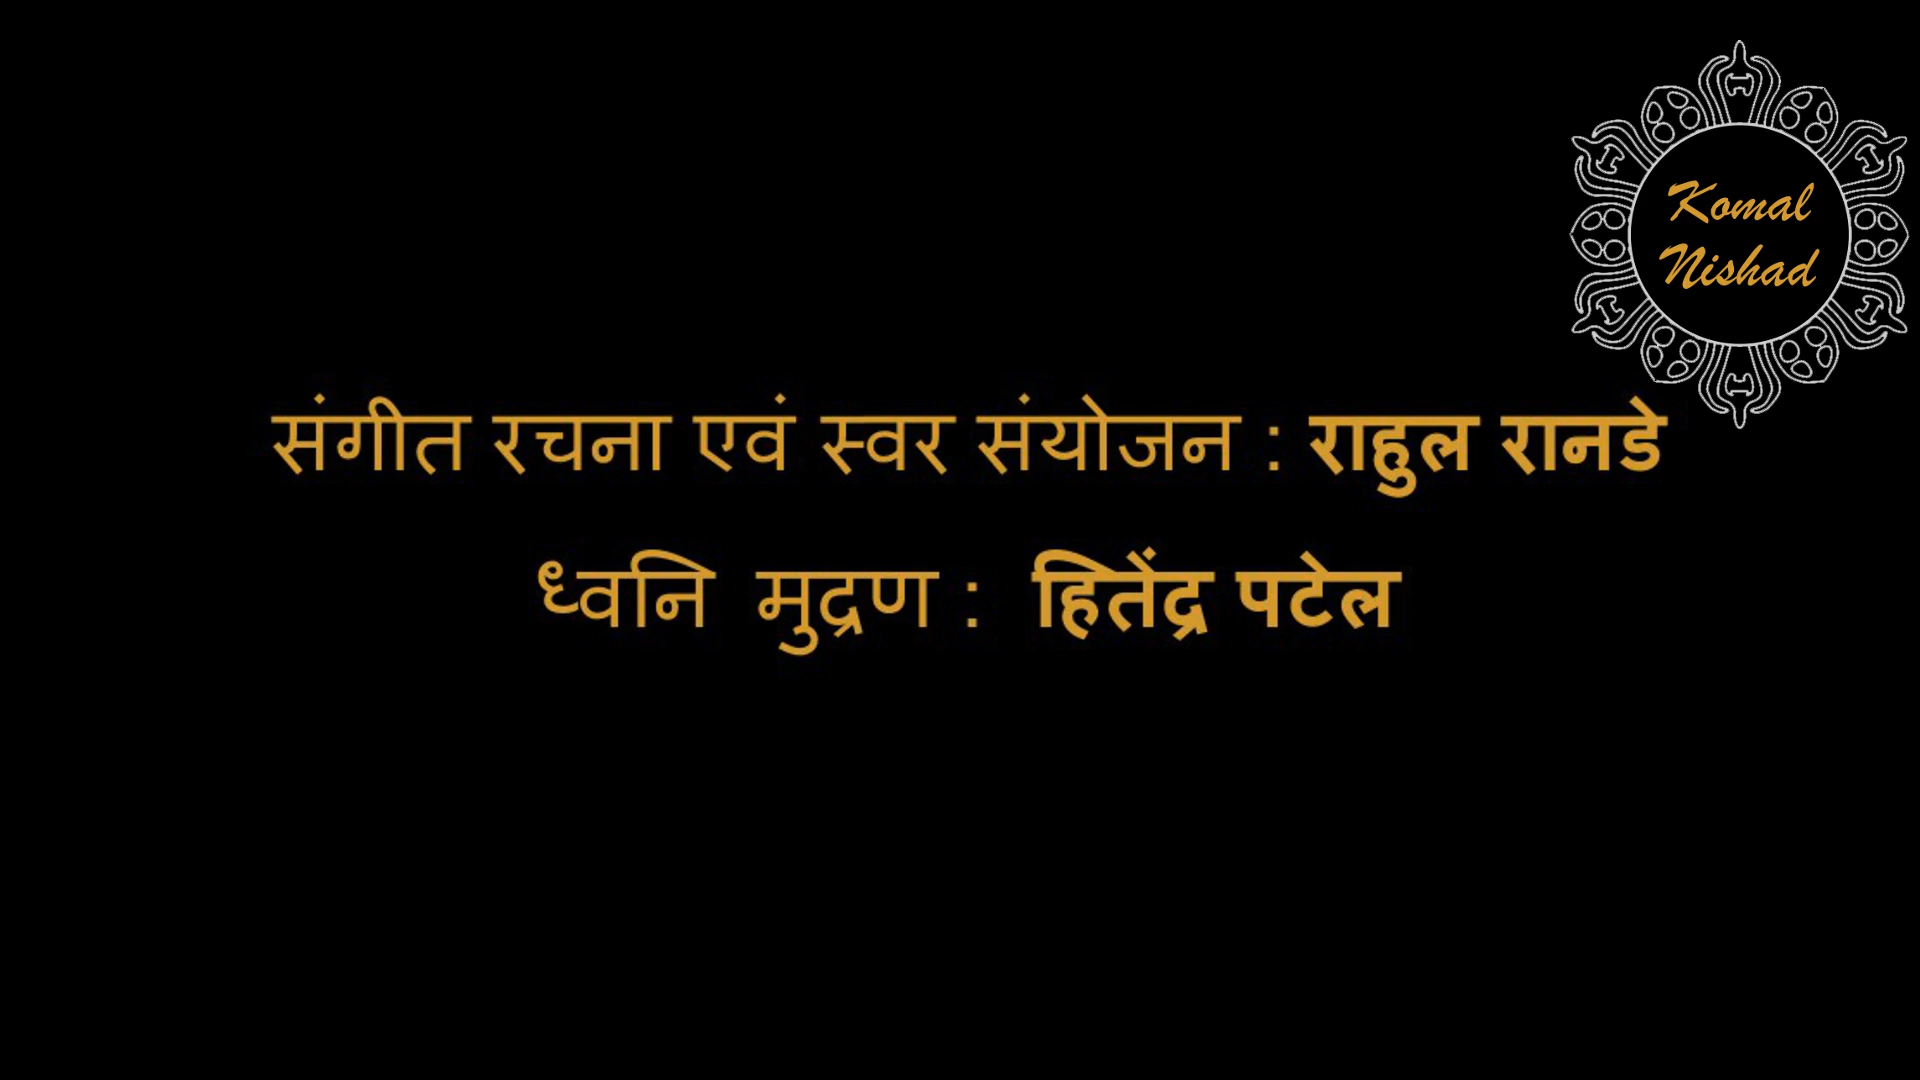 Komal
Nishad
संगीत रचना एवं स्वर संयोजन : राहुल रानडे
ध्वनि मुद्रण : हितेंद्र पटेल